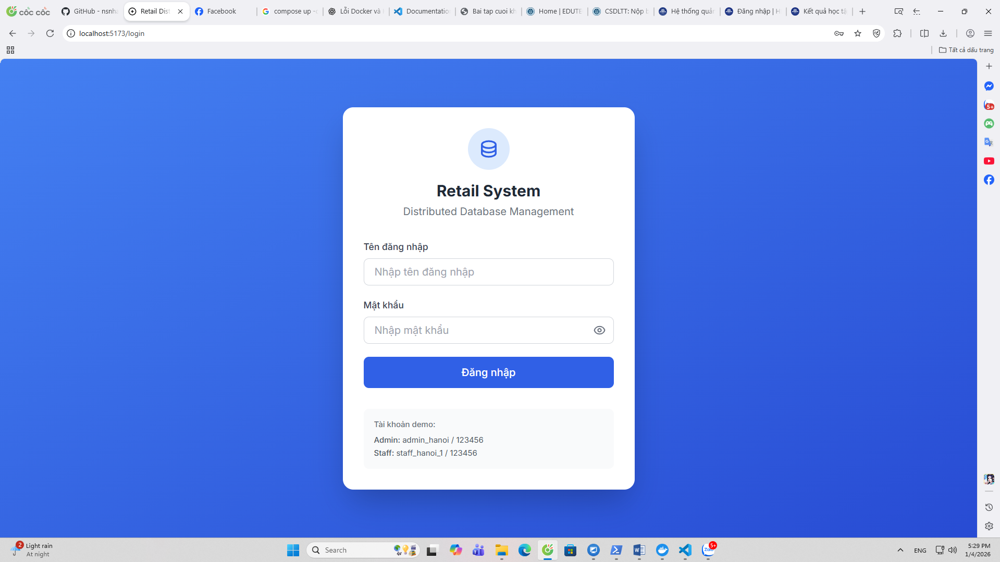 cốc cốc
GitHub - nsnha
Retail Dist
Facebook
compose up -d
Lỗi Docker và
Documentation
Bai tap cuoi kh
Home | EDUTE
CSDLTT: Nộp b
Hệ thống quản
Đăng nhập | H
Kết quả học tậ
localhost:5173/login
Tất cả dấu trang
5+
Retail System
Distributed Database Management
Tên đăng nhập
Nhập tên đăng nhập
Mật khẩu
Nhập mật khẩu
Đăng nhập
Tài khoản demo:
Admin: admin_hanoi / 123456
Staff: staff_hanoi_1 / 123456
2
Light rain
At night
Search
Zalo
5+
ENG
5:29 PM
1/4/2026